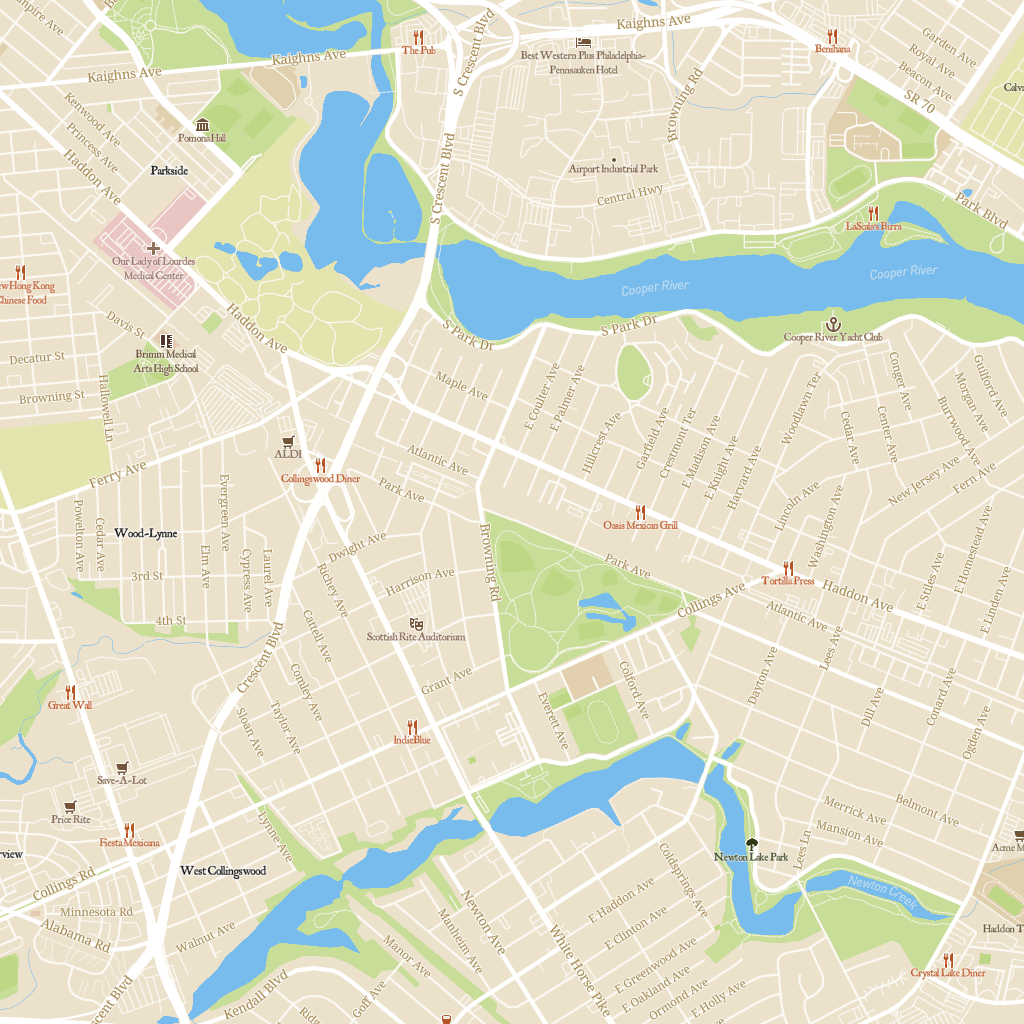 Kaighns Ave
S Crescent Blvd
The Pub
Best Western Plus Philadelphia-
Pennsauken Hotel
Benihana
Garden Ave
Royal Ave
Beacon Ave
SR 70
Kaighns Ave
Kaighns Ave
Browning Rd
Kenwood Ave
Princess Ave
Pomona Hall
Parkside
Haddon Ave
S Crescent Blvd
Airport Industrial Park
Central Hwy
Park Blvd
LaScala's Birra
Our Lady of Lourdes
Medical Center
Cooper River
Cooper River
Chinese Food
Davis St
Haddon Ave
S Park Dr
S Park Dr
Cooper River Yacht Club
Brimm Medical
Arts High School
Decatur St
Browning St
Hallowell Ln
Maple Ave
E Coulter Ave
E Palmer Ave
Hillcrest Ave
Garfield Ave
Crestmont Ter
E Madison Ave
E Knight Ave
Harvard Ave
Woodlawn Ter
Cedar Ave
Center Ave
Conger Ave
Guilford Ave
Morgan Ave
Burrwood Ave
New Jersey Ave
Fern Ave
ALDI
Ferry Ave
Collingswood Diner
Atlantic Ave
Park Ave
Oasis Mexican Grill
Lincoln Ave
Washington Ave
Powelton Ave
Cedar Ave
Wood-Lynne
Evergreen Ave
Elm Ave
Cypress Ave
Laurel Ave
3rd St
4th St
Dwight Ave
Richey Ave
Harrison Ave
Browning Rd
Park Ave
Collings Ave
Tortilla Press
Haddon Ave
Atlantic Ave
E Stiles Ave
E Homestead Ave
E Linden Ave
Scottish Rite Auditorium
Cattell Ave
Comley Ave
Crescent Blvd
Grant Ave
Great Wall
Sloan Ave
Taylor Ave
IndieBlue
Everett Ave
Colford Ave
Dayton Ave
Lees Ave
Dill Ave
Conard Ave
Ogden Ave
Save-A-Lot
Price Rite
Fiesta Mexicana
Lynne Ave
Merrick Ave
Belmont Ave
Mansion Ave
Lees Ln
Newton Lake Park
Acme
West Collingswood
Collings Rd
Minnesota Rd
Alabama Rd
Walnut Ave
Newton Creek
Coldsprings Ave
E Haddon Ave
E Clinton Ave
E Greenwood Ave
E Oakland Ave
Ormond Ave
E Holly Ave
Newton Ave
Manheim Ave
Manor Ave
White Horse Pike
Kendall Blvd
Goff Ave
Haddon
Crystal Lake Diner